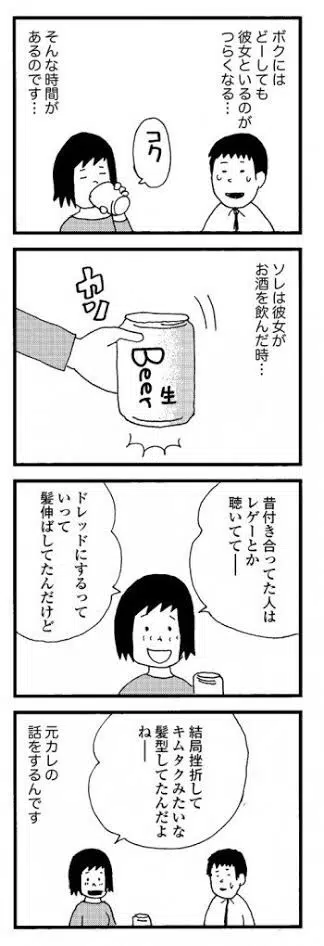 ボクには
どーしても
彼女といるのが
つらくなる…
そんな時間が
あるのです…
コク
ソレは彼女が
お酒を飲んだ時…
カンッ
Beer
生
昔付き合ってた人は
レゲーとか
聴いてて——
ドレッドにするって
いって
髪伸ばしてたんだけど
結局挫折して
キムタクみたいな
髪型してたんだよ
ね——
元カレの
話をするんです